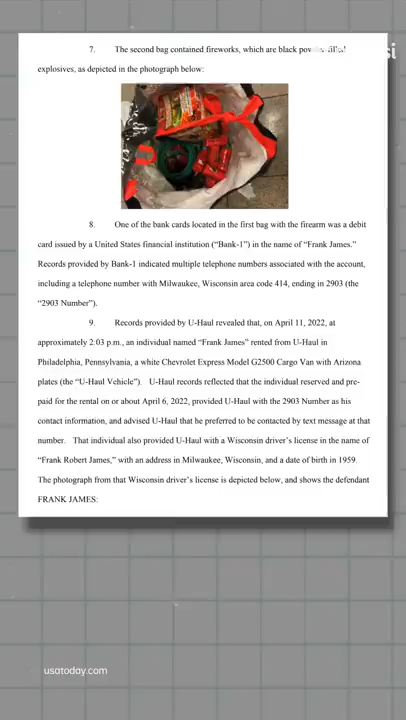 7. The second bag contained fireworks, which are black powder-filled
explosives, as depicted in the photograph below:
8. One of the bank cards located in the first bag with the firearm was a debit
card issued by a United States financial institution (“Bank-1”) in the name of “Frank James.”
Records provided by Bank-1 indicated multiple telephone numbers associated with the account,
including a telephone number with Milwaukee, Wisconsin area code 414, ending in 2903 (the
“2903 Number”).
9. Records provided by U-Haul revealed that, on April 11, 2022, at
approximately 2:03 p.m., an individual named “Frank James” rented from U-Haul in
Philadelphia, Pennsylvania, a white Chevrolet Express Model G2500 Cargo Van with Arizona
plates (the “U-Haul Vehicle”). U-Haul records reflected that the individual reserved and pre-
paid for the rental on or about April 6, 2022, provided U-Haul with the 2903 Number as his
contact information, and advised U-Haul that he preferred to be contacted by text message at that
number. That individual also provided U-Haul with a Wisconsin driver’s license in the name of
“Frank Robert James,” with an address in Milwaukee, Wisconsin, and a date of birth in 1959.
The photograph from that Wisconsin driver’s license is depicted below, and shows the defendant
FRANK JAMES:
usatoday.com